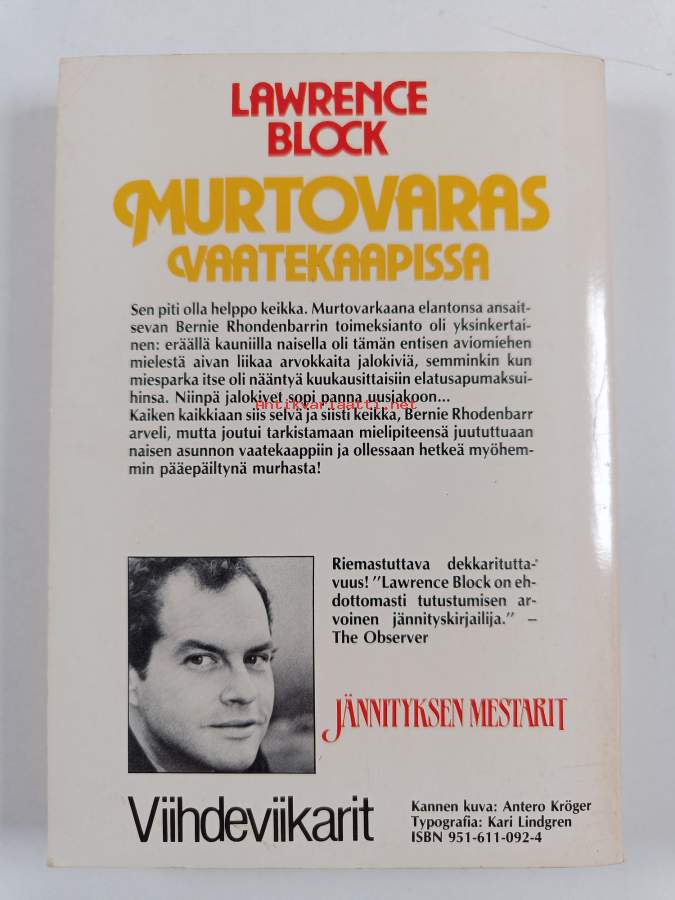 LAWRENCE
BLOCK
MURTOVARAS
VAATEKAAPISSA
Sen piti olla helppo keikka. Murtovarkaana elantonsa ansait-
sevan Bernie Rhondenbarrin toimeksianto oli yksinkertai-
nen: eräällä kauniilla naisella oli tämän entisen aviomiehen
mielestä aivan liikaa arvokkaita jalokiviä, semminkin kun
miesparka itse oli nääntyä kuukausittaisiin elatusapumaksui-
hinsa. Niinpä jalokivet sopi panna uusjakoon...
Antikvariaatti.net
Kaiken kaikkiaan siis selvä ja siisti keikka, Bernie Rhodenbarr
arveli, mutta joutui tarkistamaan mielipiteensä juututtuaan
naisen asunnon vaatekaappiin ja ollessaan hetkeä myöhem-
min pääepäiltynä murhasta!
Riemastuttava dekkaritutta-
vuus! ”Lawrence Block on eh-
dottomasti tutustumisen ar-
voinen jännityskirjailija.” –
The Observer
JÄNNITYKSEN MESTARIT
Viihdeviikarit
Kannen kuva: Antero Kröger
Typografia: Kari Lindgren
ISBN 951-611-092-4